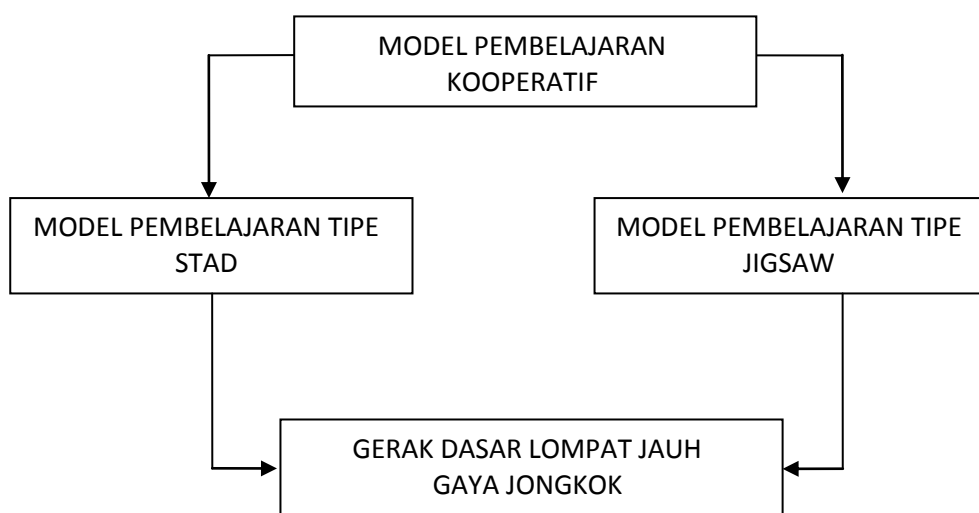 MODEL PEMBELAJARAN
KOOPERATIF
MODEL PEMBELAJARAN TIPE
STAD
MODEL PEMBELAJARAN TIPE
JIGSAW
GERAK DASAR LOMPAT JAUH
GAYA JONGKOK